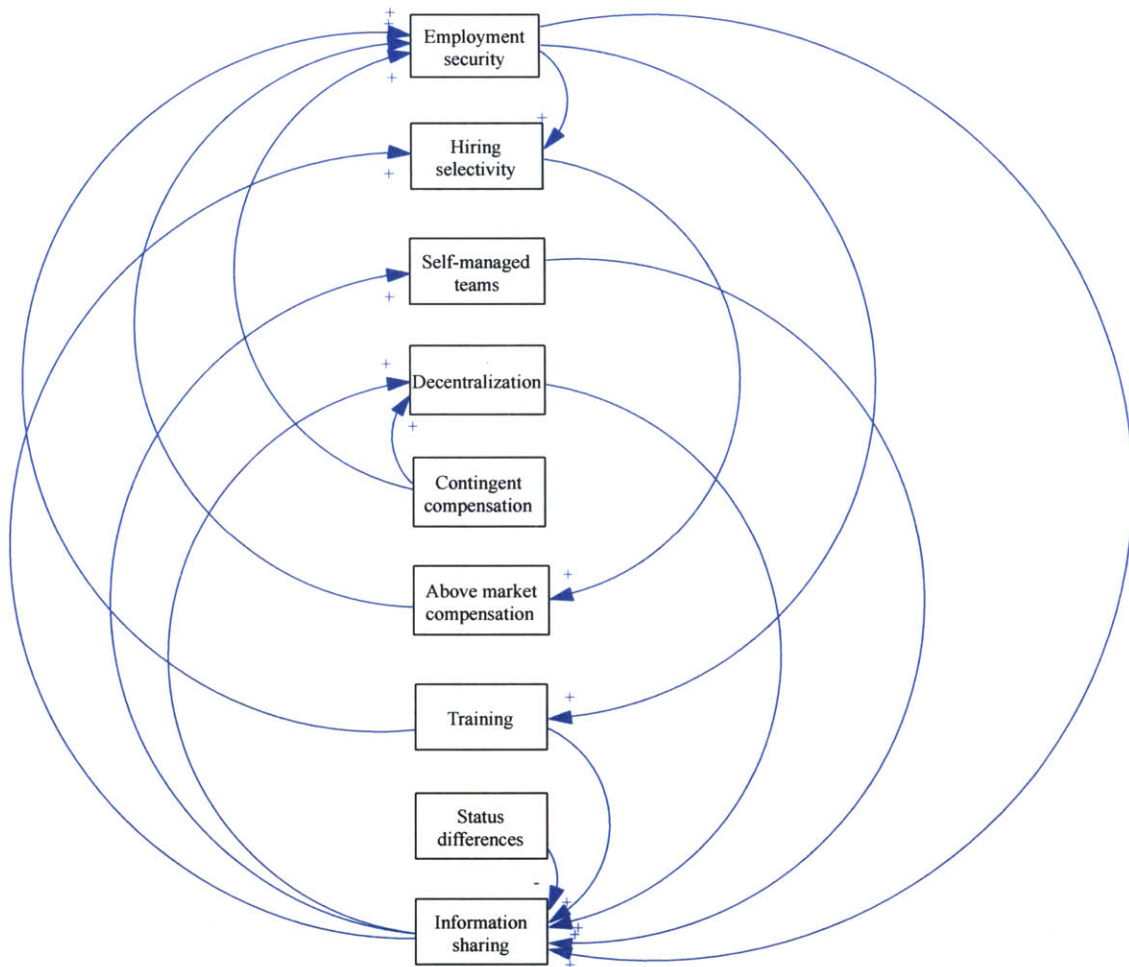 +
+
Employment
security
+
+
Hiring
selectivity
+
Self-managed
teams
+
+
Decentralization
+
Contingent
compensation
+
Above market
compensation
+
Training
Status
differences
-
+
Information
sharing
+
+
+